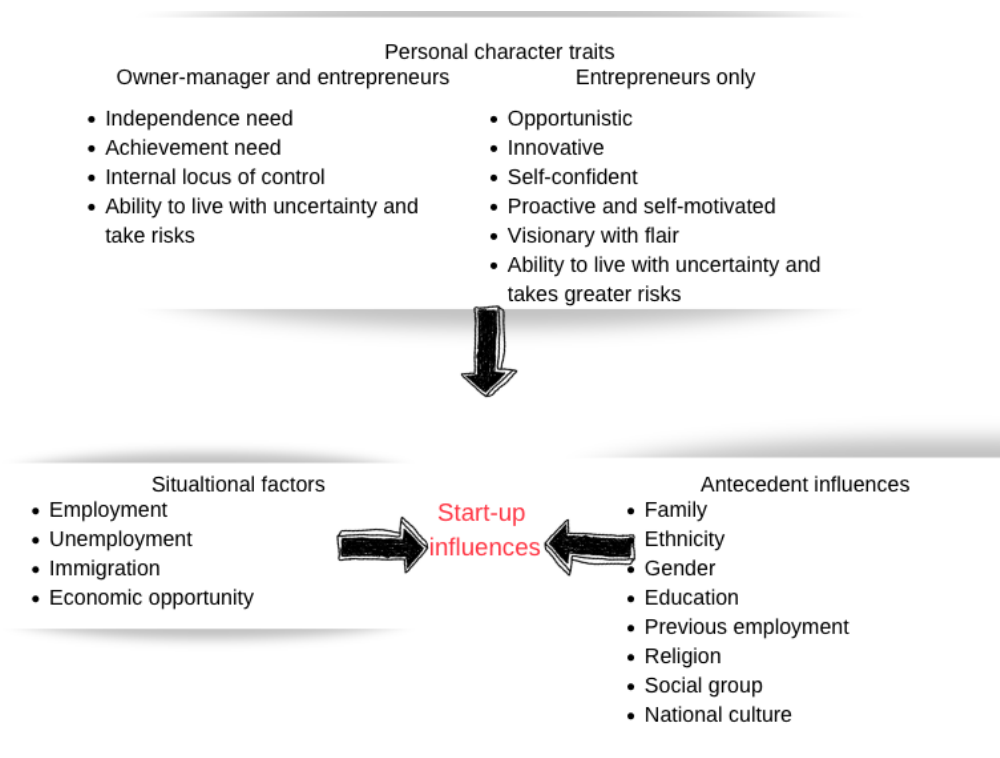 Personal character traits
Owner-manager and entrepreneurs
Independence need
Achievement need
Internal locus of control
Ability to live with uncertainty and
take risks
Entrepreneurs only
Opportunistic
Innovative
Self-confident
Proactive and self-motivated
Visionary with flair
Ability to live with uncertainty and
takes greater risks
Situaltional factors
Employment
Unemployment
Immigration
Economic opportunity
Start-up
influences
Antecedent influences
Family
Ethnicity
Gender
Education
Previous employment
Religion
Social group
National culture